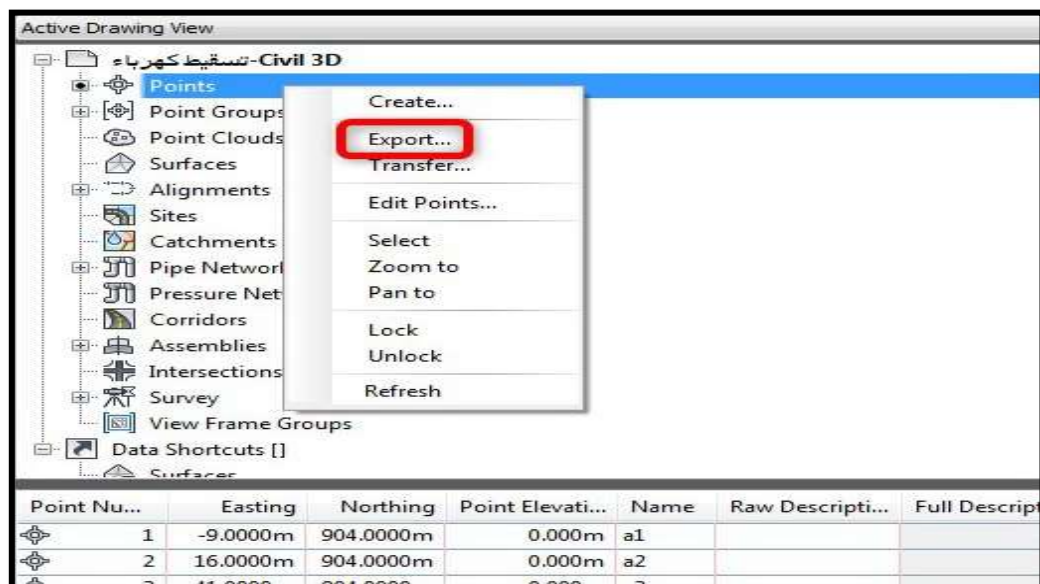 Active Drawing View
Civil 3D-تسقيط كهرباء
Points
Point Groups
Point Clouds
Surfaces
Alignments
Sites
Catchments
Pipe Networ
Pressure Net
Corridors
Assemblies
Intersections
Survey
View Frame Groups
Data Shortcuts []
Surfaces
Create...
Export...
Transfer...
Edit Points...
Select
Zoom to
Pan to
Lock
Unlock
Refresh
Point Nu... Easting Northing Point Elevati... Name Raw Descripti... Full Descript
1 -9.0000m 904.0000m 0.000m a1
2 16.0000m 904.0000m 0.000m a2